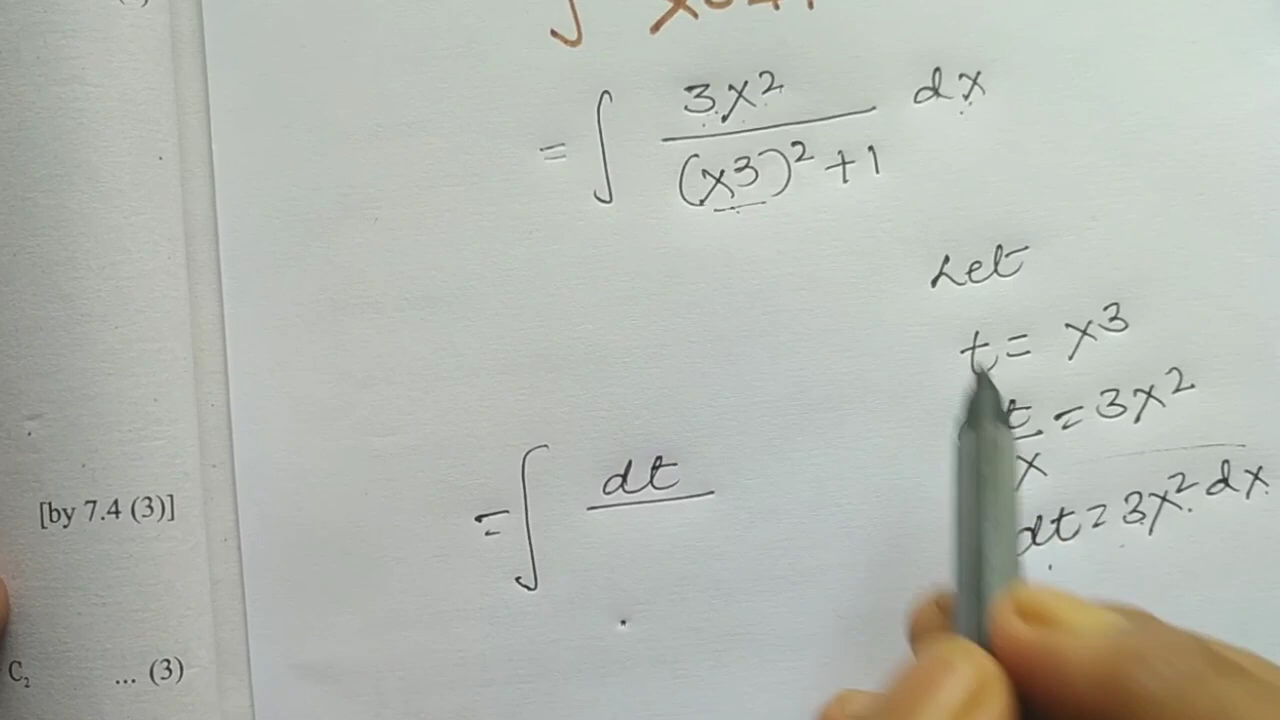 = ∫ 3x² / (x3)² + 1 dx
Let
t = x³
t = 3x²
x
dt = 3x² dx
= ∫ dt
[by 7.4 (3)]
C₂ ... (3)